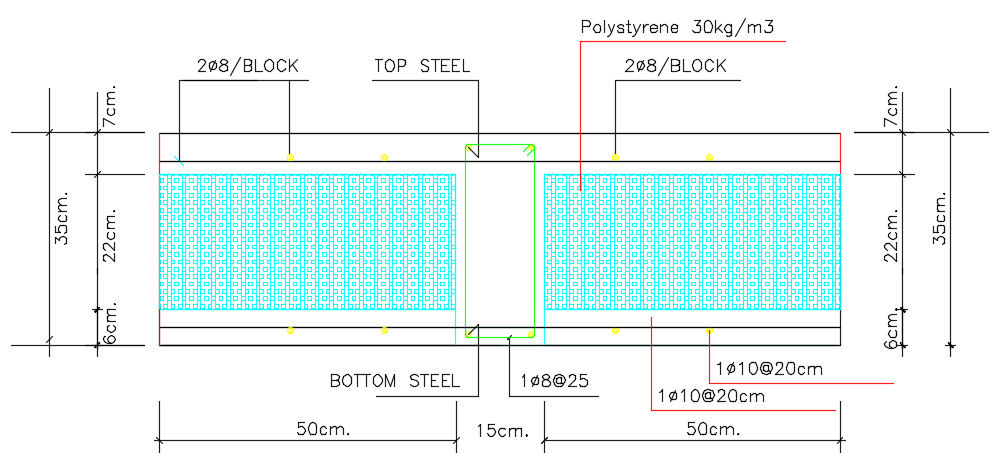 Polystyrene 30kg/m3
2ø8/BLOCK
TOP STEEL
2ø8/BLOCK
7cm.
7cm.
35cm.
22cm.
22cm.
35cm.
6cm.
6cm.
1ø10@20cm
BOTTOM STEEL
1ø8@25
1ø10@20cm
50cm.
15cm.
50cm.